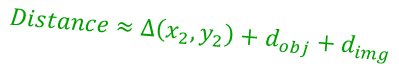 Distance ≈ Δ(x₂, y₂) + d_obj + d_img